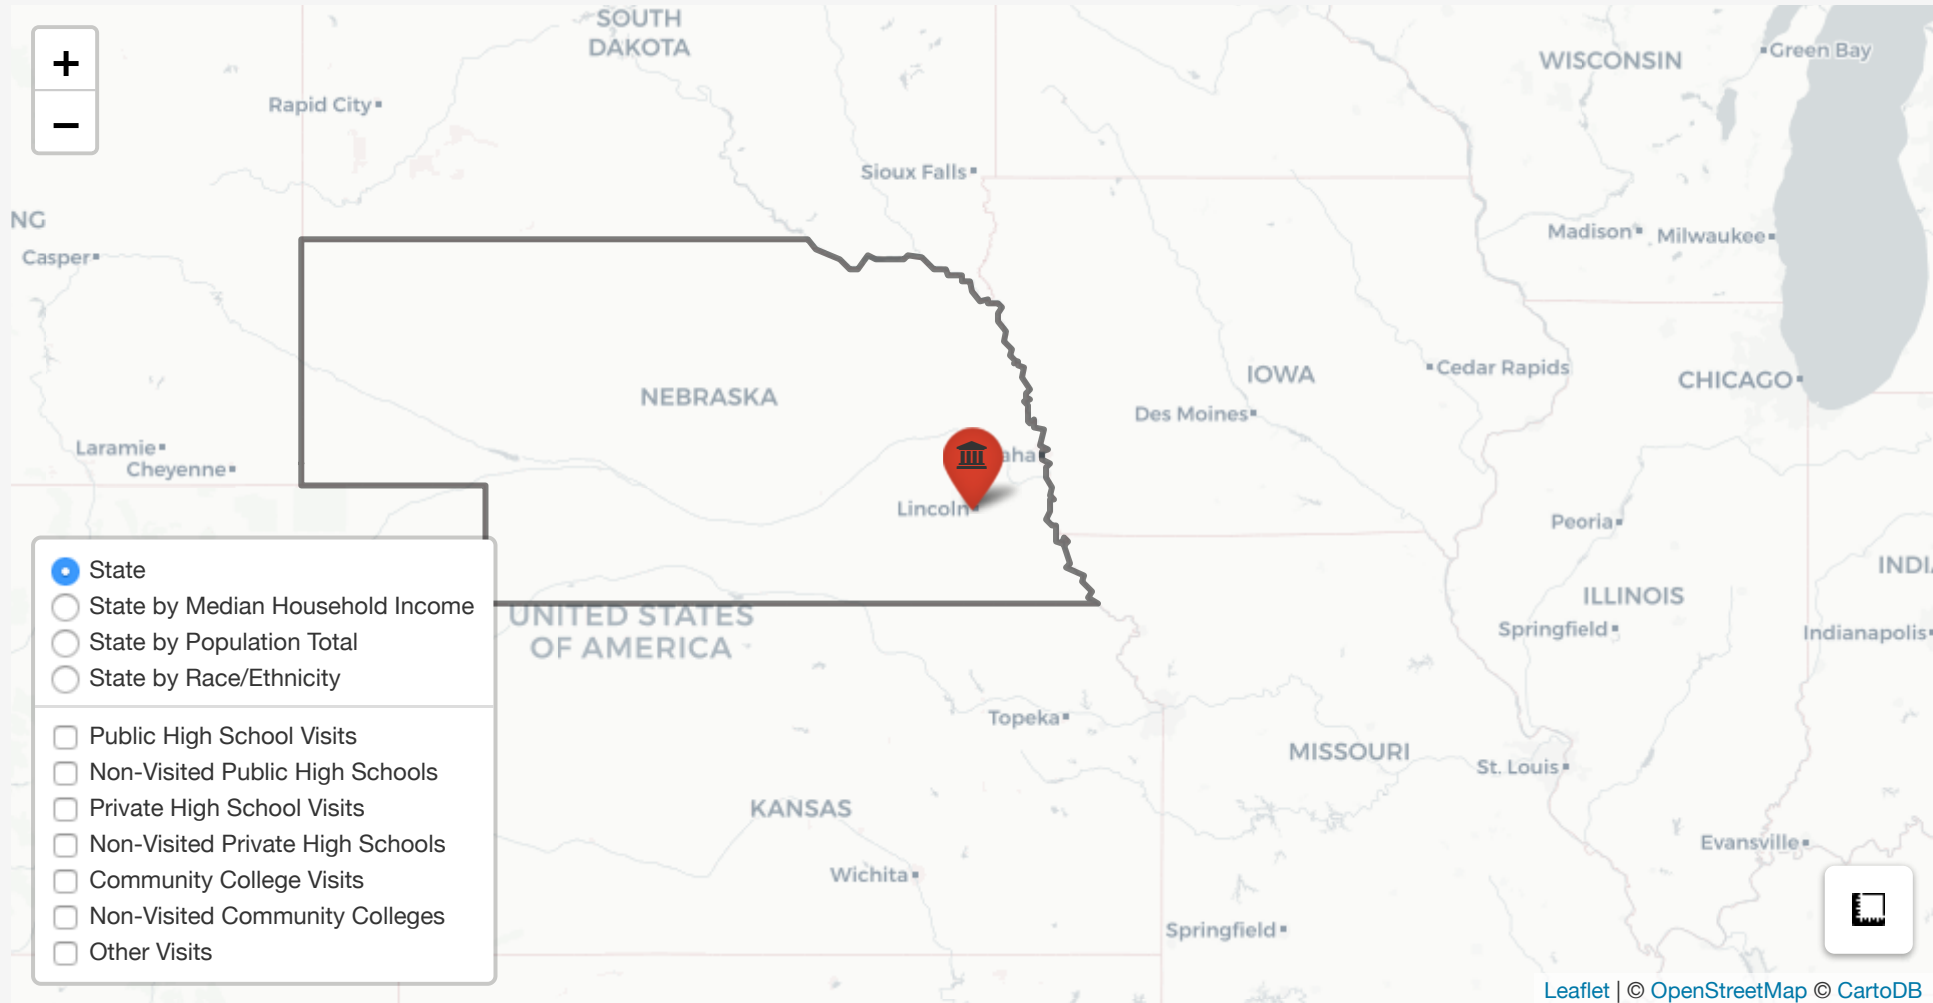 +
−
SOUTH
DAKOTA
WISCONSIN
Green Bay
Rapid City
Sioux Falls
NG
Casper
Madison
Milwaukee
NEBRASKA
IOWA
Cedar Rapids
CHICAGO
Des Moines
Laramie
Cheyenne
aha
Lincoln
Peoria
INDI
ILLINOIS
Springfield
Indianapolis
UNITED STATES
OF AMERICA
Topeka
MISSOURI
St. Louis
KANSAS
Wichita
Evansville
Springfield
State
State by Median Household Income
State by Population Total
State by Race/Ethnicity
Public High School Visits
Non-Visited Public High Schools
Private High School Visits
Non-Visited Private High Schools
Community College Visits
Non-Visited Community Colleges
Other Visits
Leaflet | © OpenStreetMap © CartoDB